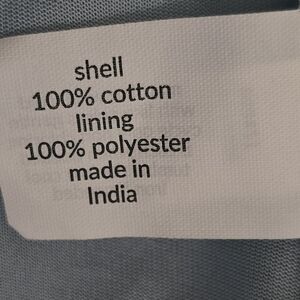 shell
100% cotton
lining
100% polyester
made in
India